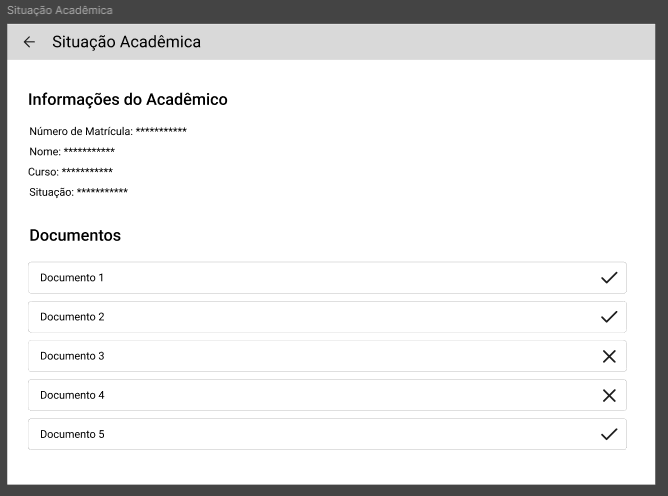 Situação Acadêmica
Situação Acadêmica
Informações do Acadêmico
Número de Matrícula: ***********
Nome: ***********
Curso: ***********
Situação: ***********
Documentos
Documento 1
Documento 2
Documento 3
Documento 4
Documento 5